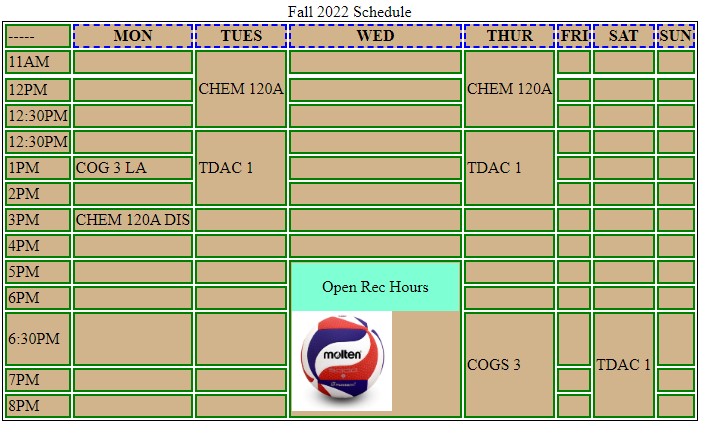 Fall 2022 Schedule
----- MON TUES WED THUR FRI SAT SUN
11AM CHEM 120A CHEM 120A
12PM
12:30PM
12:30PM TDAC 1 TDAC 1
1PM COG 3 LA
2PM
3PM CHEM 120A DIS
4PM
5PM Open Rec Hours
6PM
6:30PM molten COGS 3 TDAC 1
7PM
8PM